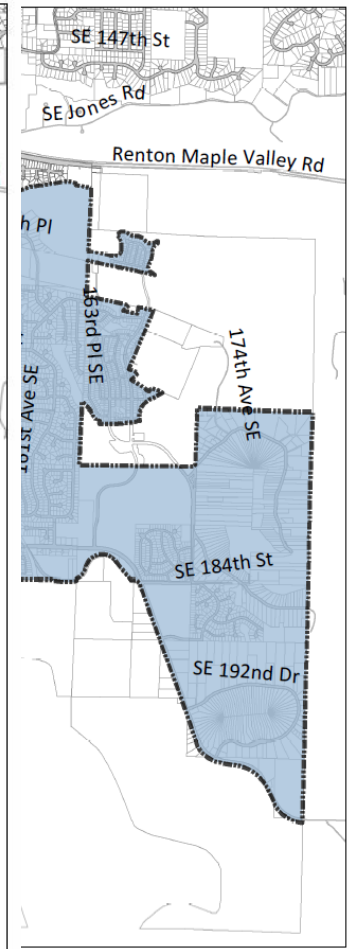 SE 147th St
SE Jones Rd
Renton Maple Valley Rd
h Pl
163rd Pl SE
174th Ave SE
161st Ave SE
SE 184th St
SE 192nd Dr